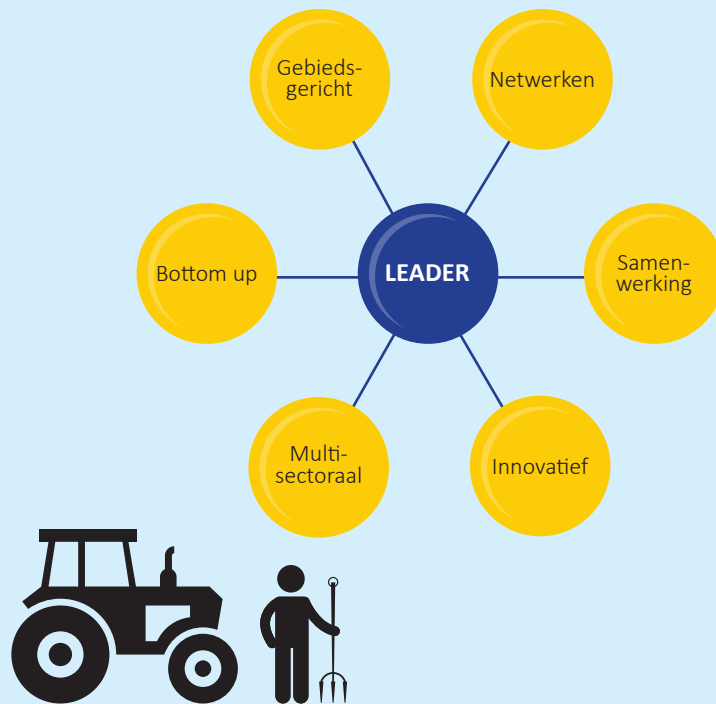 Gebieds-
gericht
Netwerken
Bottom up
LEADER
Samen-
werking
Multi-
sectoraal
Innovatief